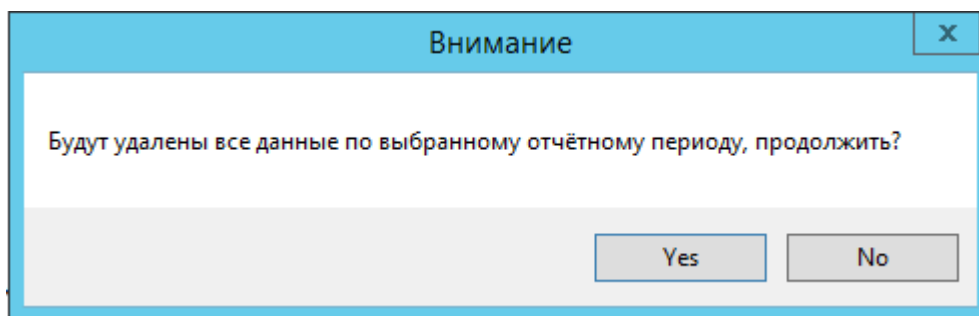 Внимание
x
Будут удалены все данные по выбранному отчётному периоду, продолжить?
Yes No